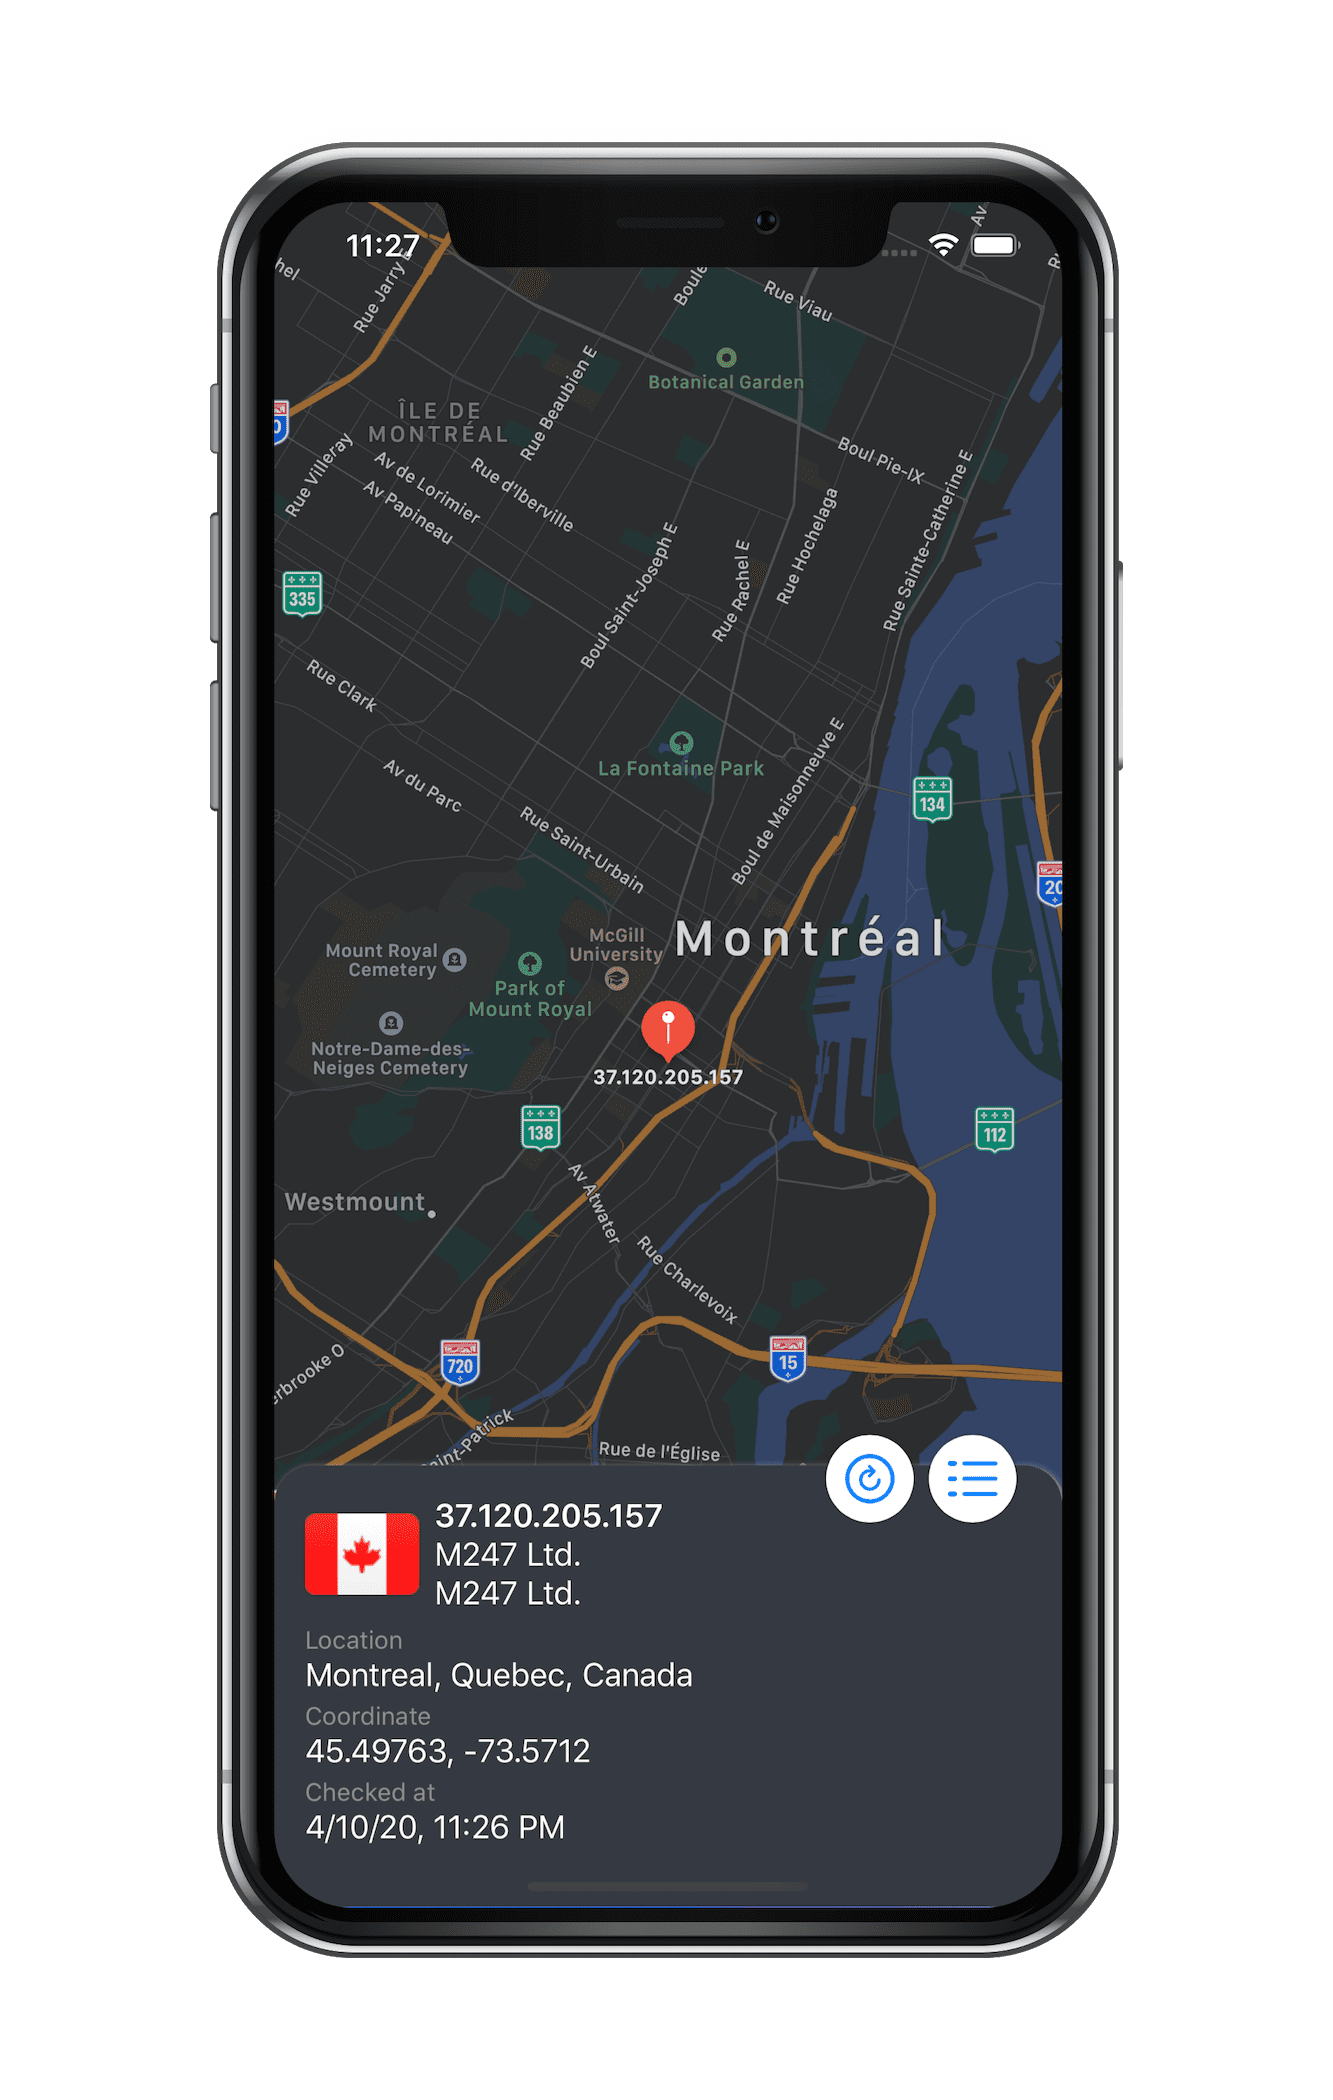 11:27
Rue Jarry E
Rue Viau
Av
Botanical Garden
ÎLE DE
MONTRÉAL
Rue Beaubien E
Rue Villeray
Av de Lorimier
Av Papineau
Rue d'Iberville
Boul Pie-IX
Rue Sainte-Catherine E
Rue Hochelaga
Rue Rachel E
Boul Saint-Joseph E
335
Rue Clark
La Fontaine Park
Av du Parc
Rue Saint-Urbain
Boul de Maisonneuve E
134
20
Montréal
McGill
University
Mount Royal
Cemetery
Park of
Mount Royal
Notre-Dame-des-
Neiges Cemetery
37.120.205.157
138
112
Westmount
Av Atwater
Rue Charlevoix
720
15
Rue de l'Église
37.120.205.157
M247 Ltd.
M247 Ltd.
Location
Montreal, Quebec, Canada
Coordinate
45.49763, -73.5712
Checked at
4/10/20, 11:26 PM